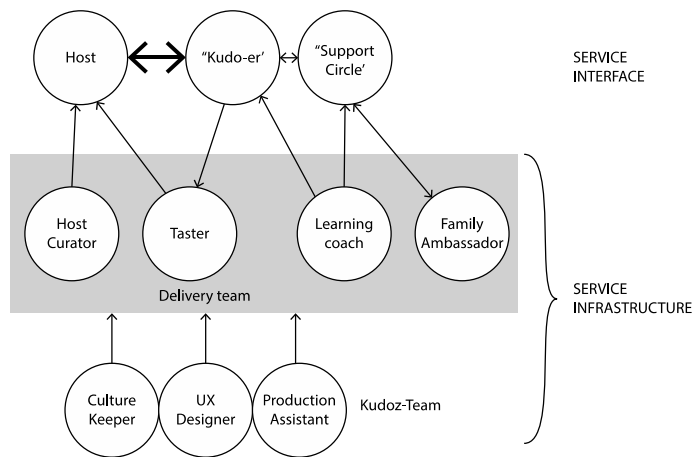 Host
"Kudo-er'
"Support
Circle'
SERVICE
INTERFACE
Host
Curator
Taster
Learning
coach
Family
Ambassador
Delivery team
SERVICE
INFRASTRUCTURE
Culture
Keeper
UX
Designer
Production
Assistant
Kudoz-Team